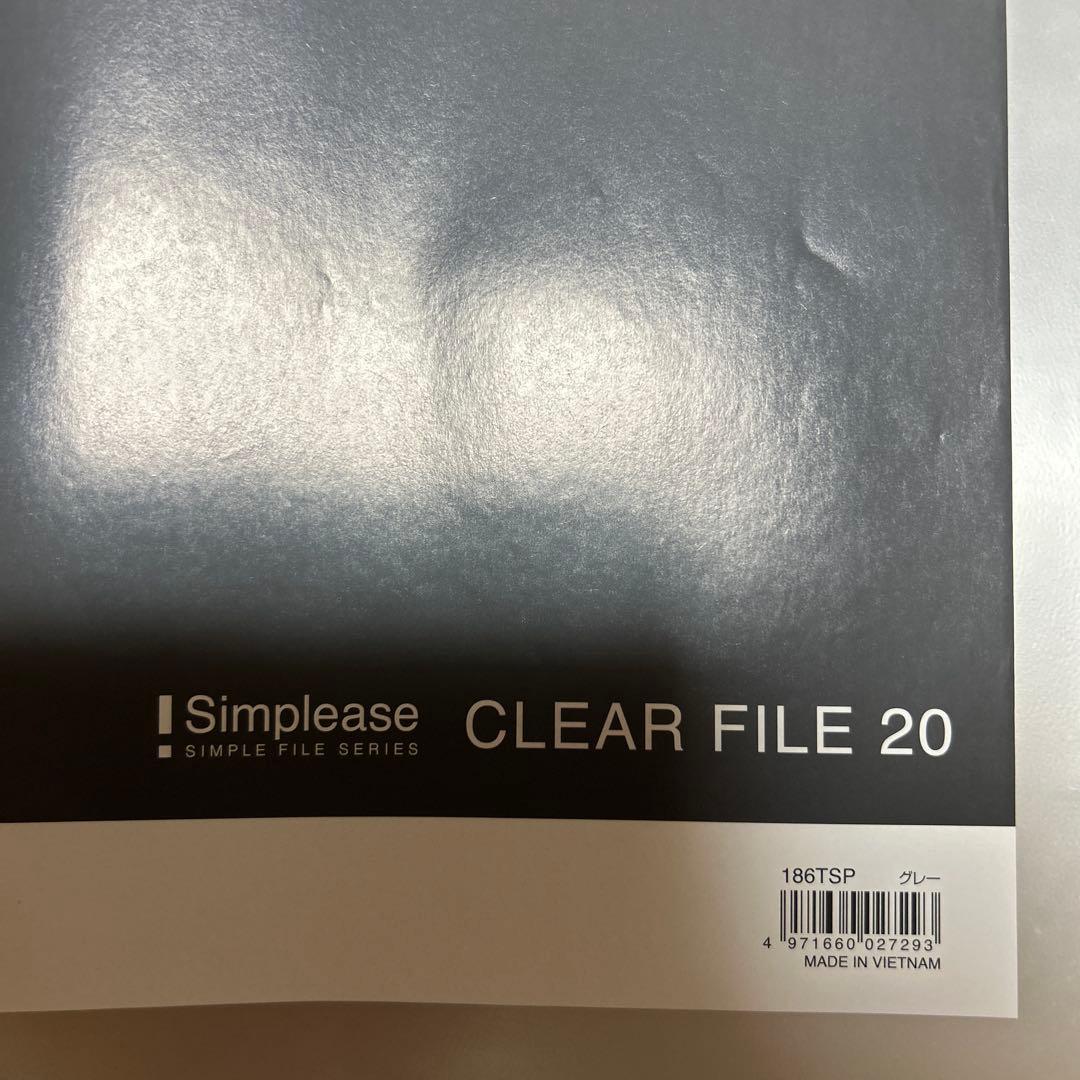 Simplease
SIMPLE FILE SERIES
CLEAR FILE 20
186TSP グレー
4 971660 027293
MADE IN VIETNAM